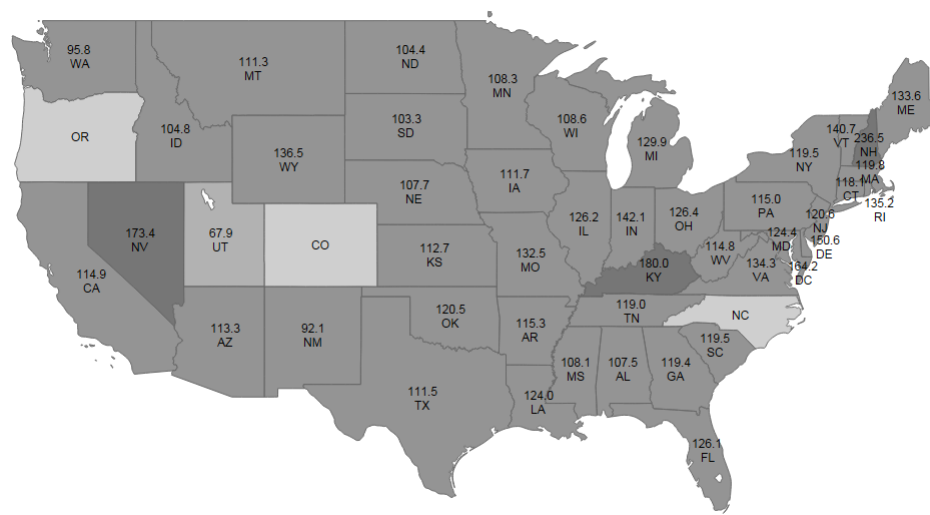 95.8
WA
111.3
MT
104.4
ND
108.3
MN
133.6
ME
OR
104.8
ID
103.3
SD
108.6
WI
129.9
MI
140.7
VT
236.5
NH
136.5
WY
119.5
NY
119.8
MA
107.7
NE
111.7
IA
118.1
CT
135.2
RI
173.4
NV
67.9
UT
CO
112.7
KS
132.5
MO
126.2
IL
142.1
IN
126.4
OH
115.0
PA
120.6
NJ
114.9
CA
180.0
KY
114.8
WV
124.4
MD
150.6
DE
134.3
VA
164.2
DC
113.3
AZ
92.1
NM
120.5
OK
115.3
AR
119.0
TN
NC
119.5
SC
111.5
TX
124.0
LA
108.1
MS
107.5
AL
119.4
GA
126.1
FL